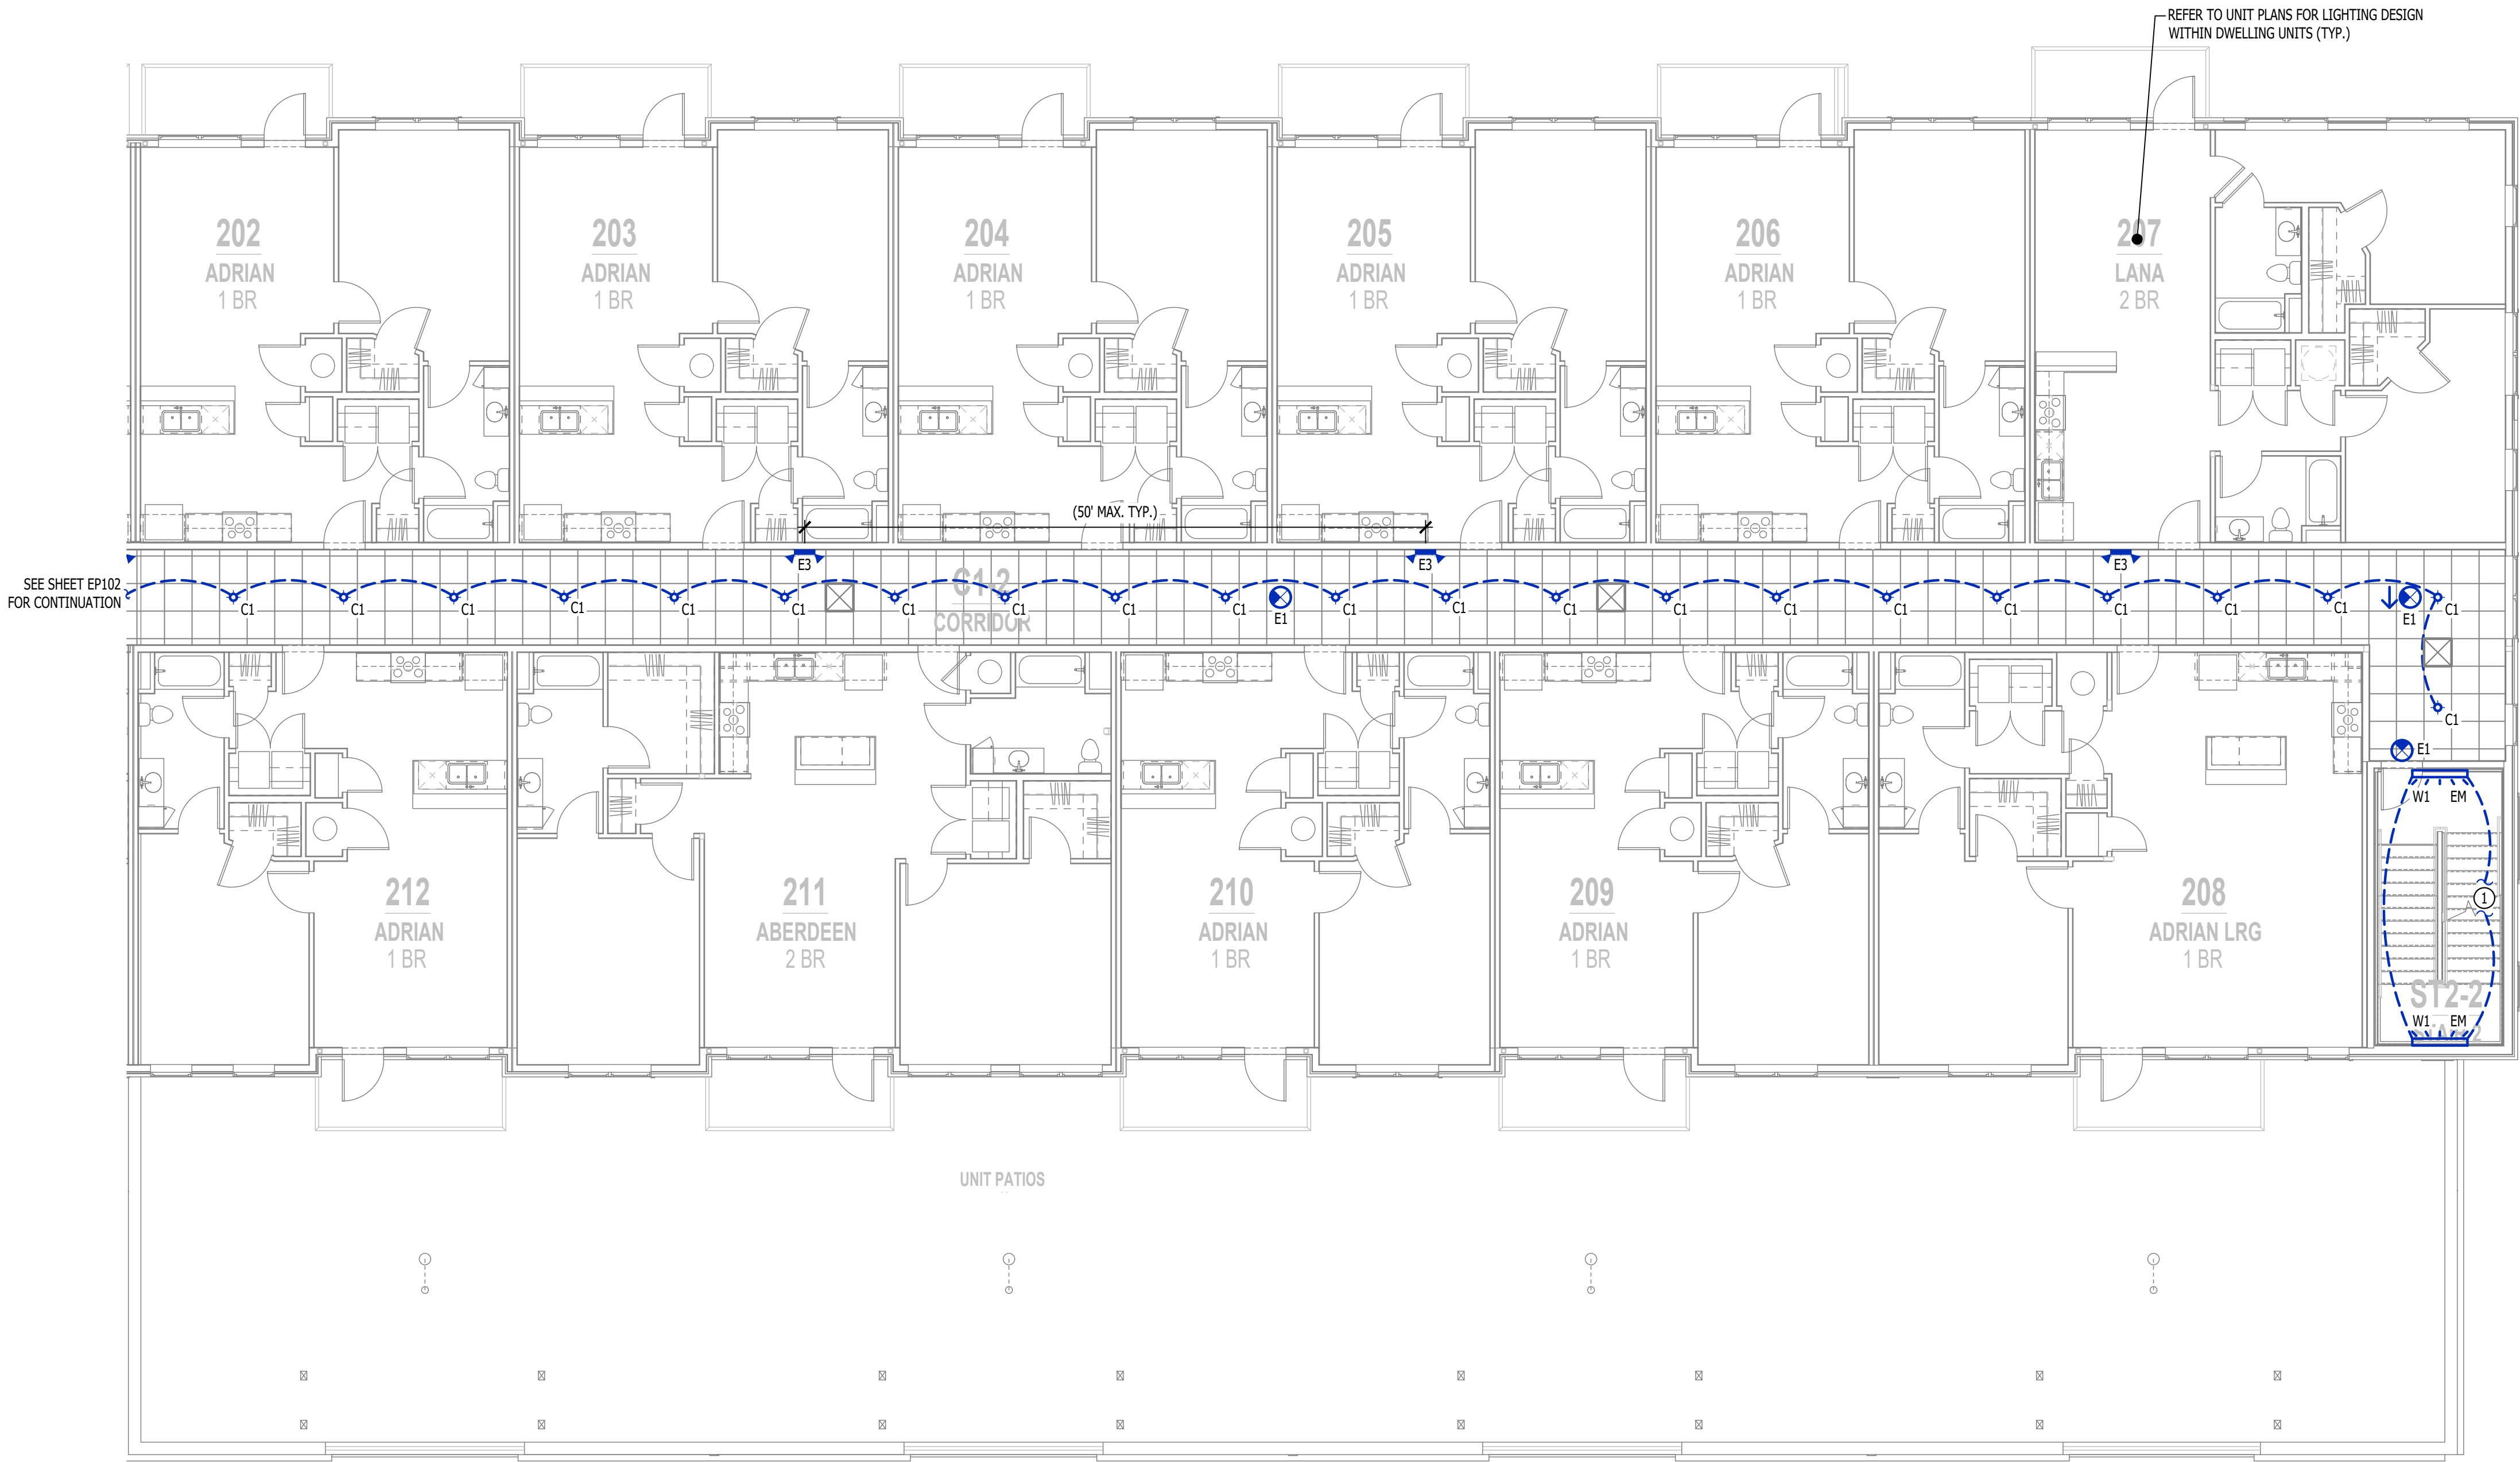 REFER TO UNIT PLANS FOR LIGHTING DESIGN
WITHIN DWELLING UNITS (TYP.)
202
ADRIAN
1 BR
203
ADRIAN
1 BR
204
ADRIAN
1 BR
205
ADRIAN
1 BR
206
ADRIAN
1 BR
207
LANA
2 BR
(50' MAX. TYP.)
E3
E3
E3
SEE SHEET EP102
FOR CONTINUATION
C1-2
CORRIDOR
C1
C1
C1
C1
C1
C1
C1
C1
C1
C1
E1
C1
C1
C1
C1
C1
C1
C1
C1
C1
C1
E1
C1
C1
E1
W1 EM
1
W1 EM
ST2-2
212
ADRIAN
1 BR
211
ABERDEEN
2 BR
210
ADRIAN
1 BR
209
ADRIAN
1 BR
208
ADRIAN LRG
1 BR
UNIT PATIOS